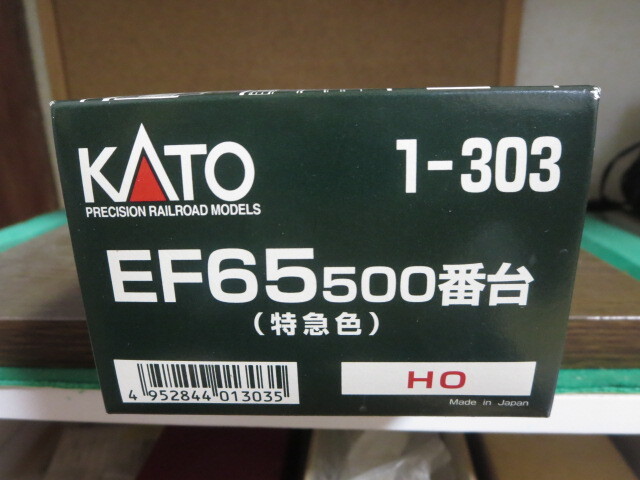 KATO
PRECISION RAILROAD MODELS
1-303
EF65 500番台
(特急色)
4 952844 013035
HO
Made in Japan